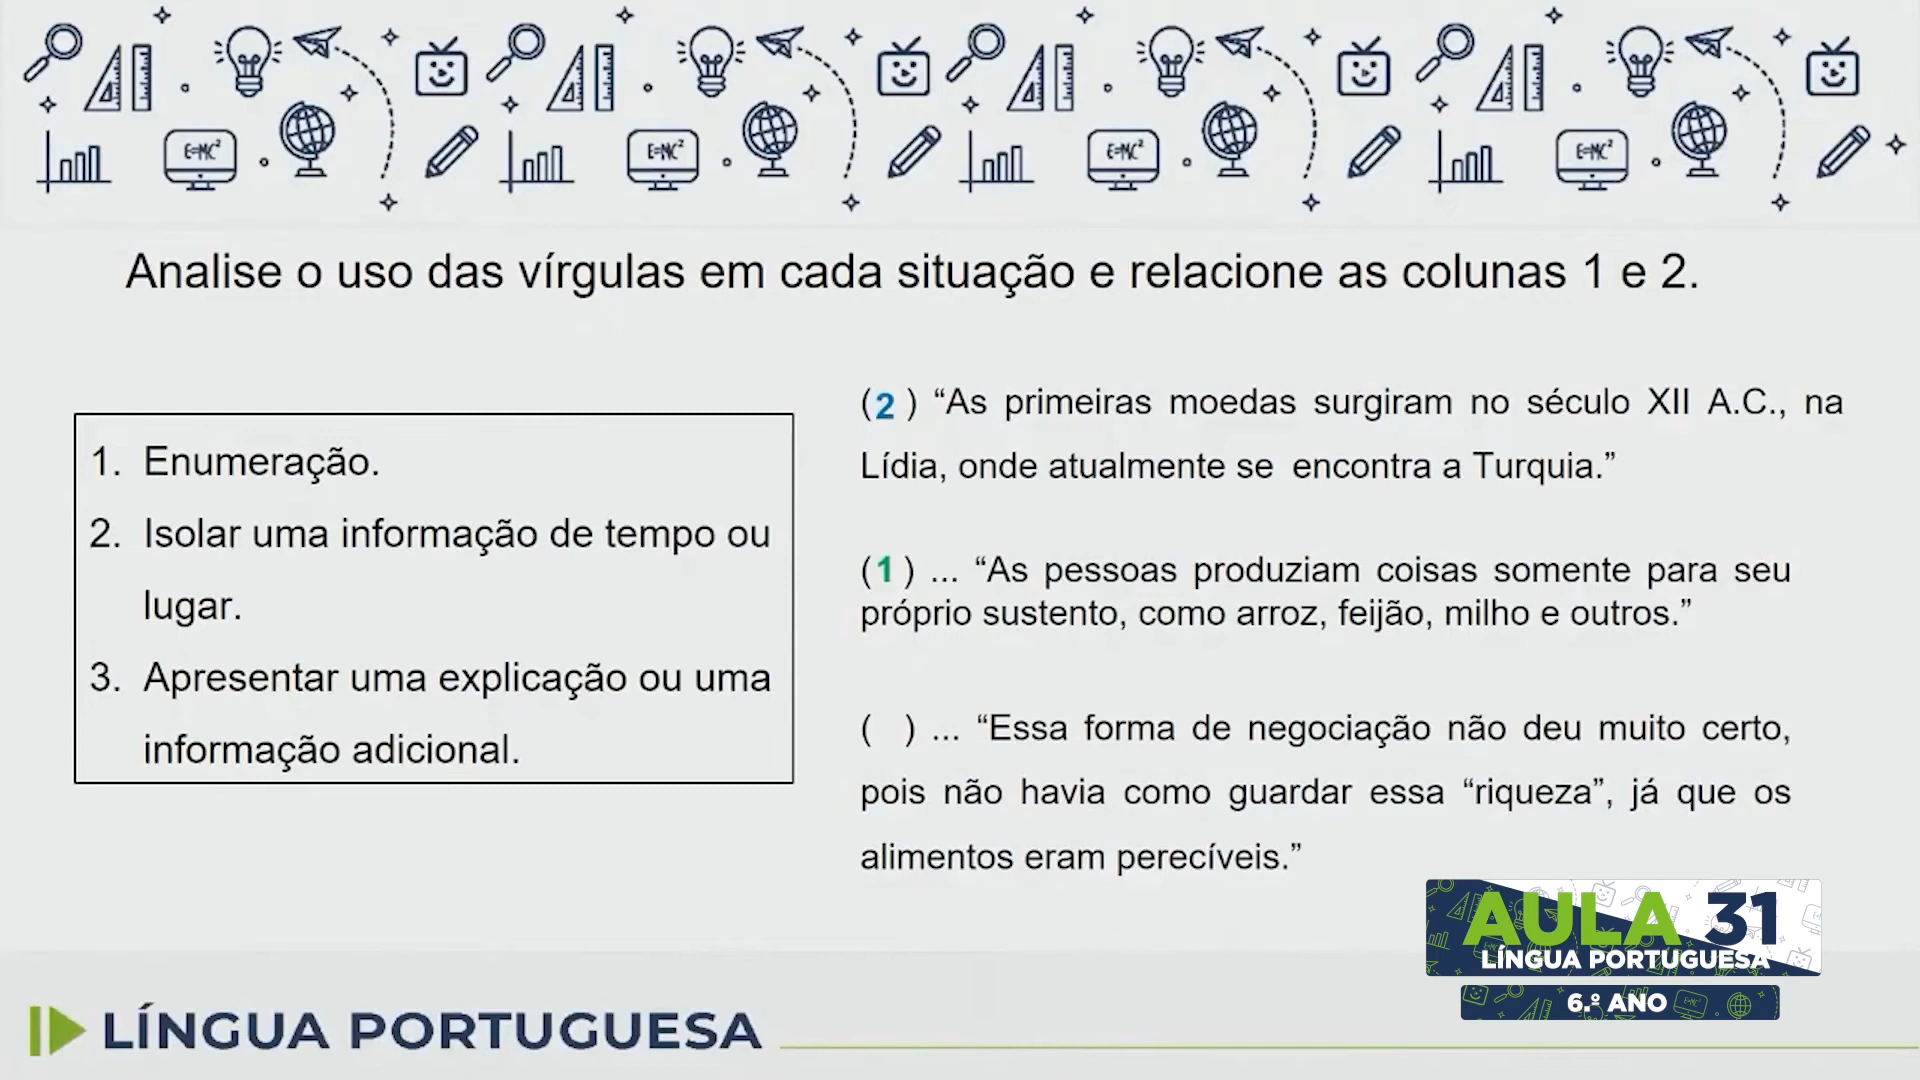 E=MC²
E=MC²
E=MC²
E=MC²
Analise o uso das vírgulas em cada situação e relacione as colunas 1 e 2.
1. Enumeração.
2. Isolar uma informação de tempo ou
lugar.
3. Apresentar uma explicação ou uma
informação adicional.
(2) “As primeiras moedas surgiram no século XII A.C., na
Lídia, onde atualmente se encontra a Turquia.”
(1) ... “As pessoas produziam coisas somente para seu
próprio sustento, como arroz, feijão, milho e outros.”
( ) ... “Essa forma de negociação não deu muito certo,
pois não havia como guardar essa “riqueza”, já que os
alimentos eram perecíveis.”
AULA 31
LÍNGUA PORTUGUESA
6.º ANO
LÍNGUA PORTUGUESA